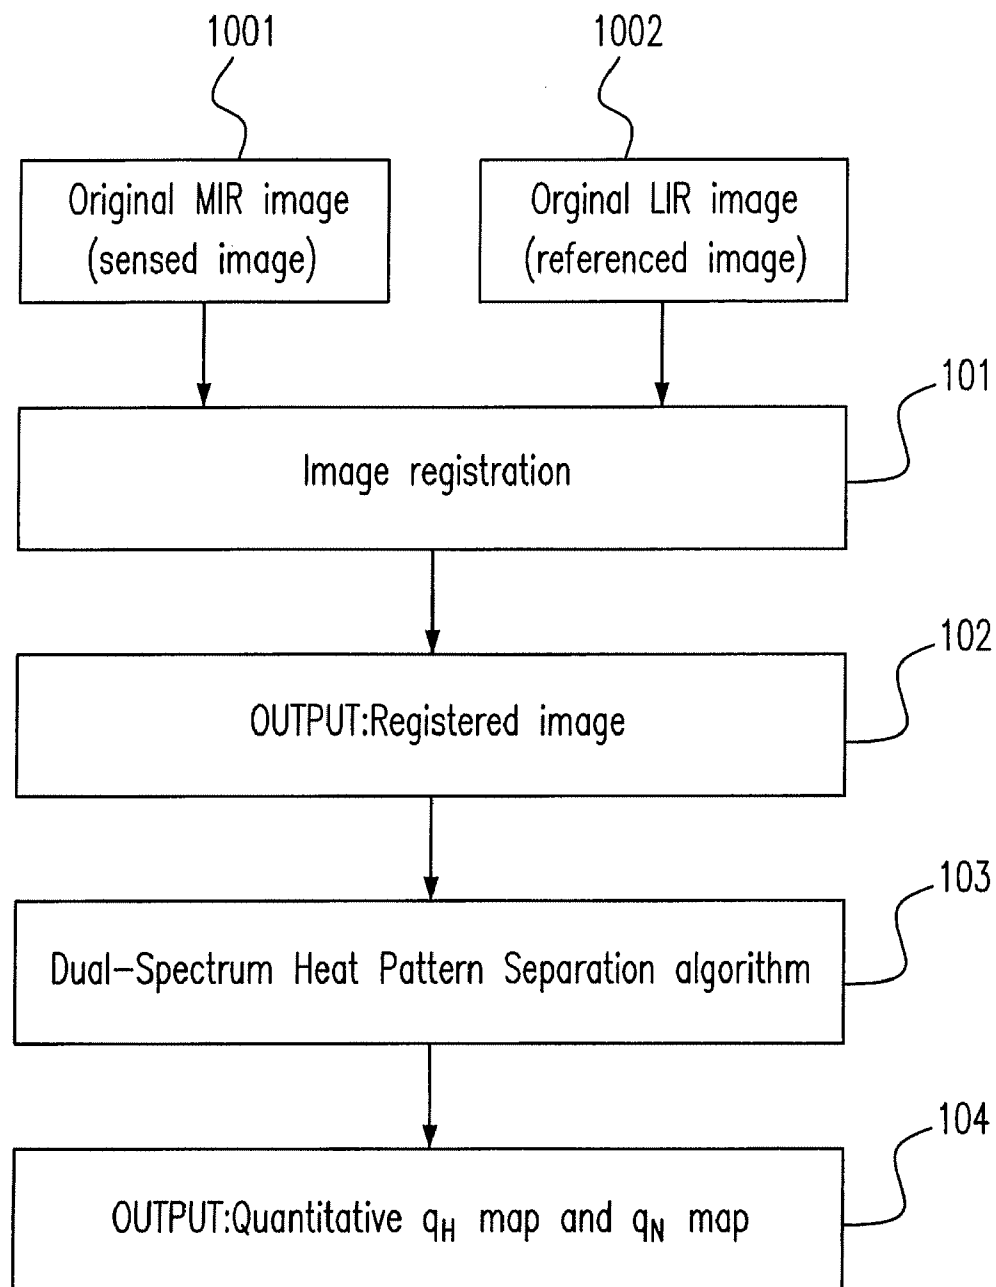 1001
1002
Original MIR image
(sensed image)
Orginal LIR image
(referenced image)
101
Image registration
102
OUTPUT:Registered image
103
Dual-Spectrum Heat Pattern Separation algorithm
104
OUTPUT:Quantitative qH map and qN map